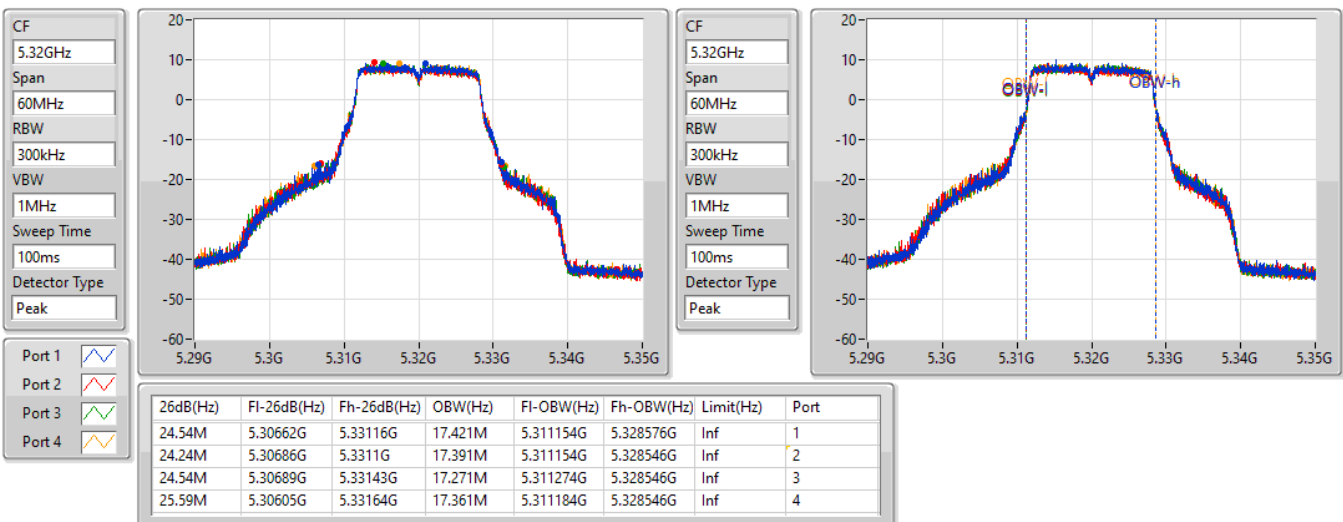 CF
5.32GHz
Span
60MHz
RBW
300kHz
VBW
1MHz
Sweep Time
100ms
Detector Type
Peak
20
10
0
-10
-20
-30
-40
-50
-60
5.29G 5.3G 5.31G 5.32G 5.33G 5.34G 5.35G
CF
5.32GHz
Span
60MHz
RBW
300kHz
VBW
1MHz
Sweep Time
100ms
Detector Type
Peak
20
10
0
-10
-20
-30
-40
-50
-60
OBW-l
OBW-h
5.29G 5.3G 5.31G 5.32G 5.33G 5.34G 5.35G
Port 1
Port 2
Port 3
Port 4
26dB(Hz) Fl-26dB(Hz) Fh-26dB(Hz) OBW(Hz) Fl-OBW(Hz) Fh-OBW(Hz) Limit(Hz) Port
24.54M 5.30662G 5.33116G 17.421M 5.311154G 5.328576G Inf 1
24.24M 5.30686G 5.3311G 17.391M 5.311154G 5.328546G Inf 2
24.54M 5.30689G 5.33143G 17.271M 5.311274G 5.328546G Inf 3
25.59M 5.30605G 5.33164G 17.361M 5.311184G 5.328546G Inf 4